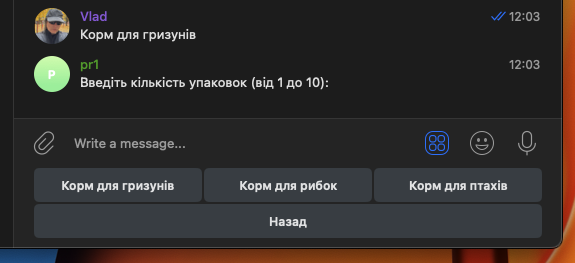 Vlad
12:03
Корм для гризунів
P
pr1
12:03
Введіть кількість упаковок (від 1 до 10):
Write a message...
Корм для гризунів
Корм для рибок
Корм для птахів
Назад